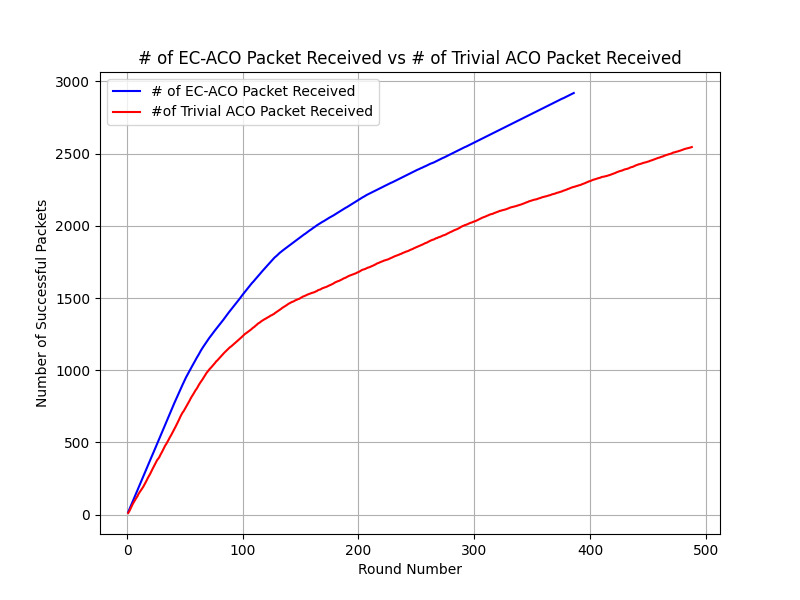 # of EC-ACO Packet Received vs # of Trivial ACO Packet Received
# of EC-ACO Packet Received
#of Trivial ACO Packet Received
3000
2500
2000
1500
1000
500
0
Number of Successful Packets
0 100 200 300 400 500
Round Number